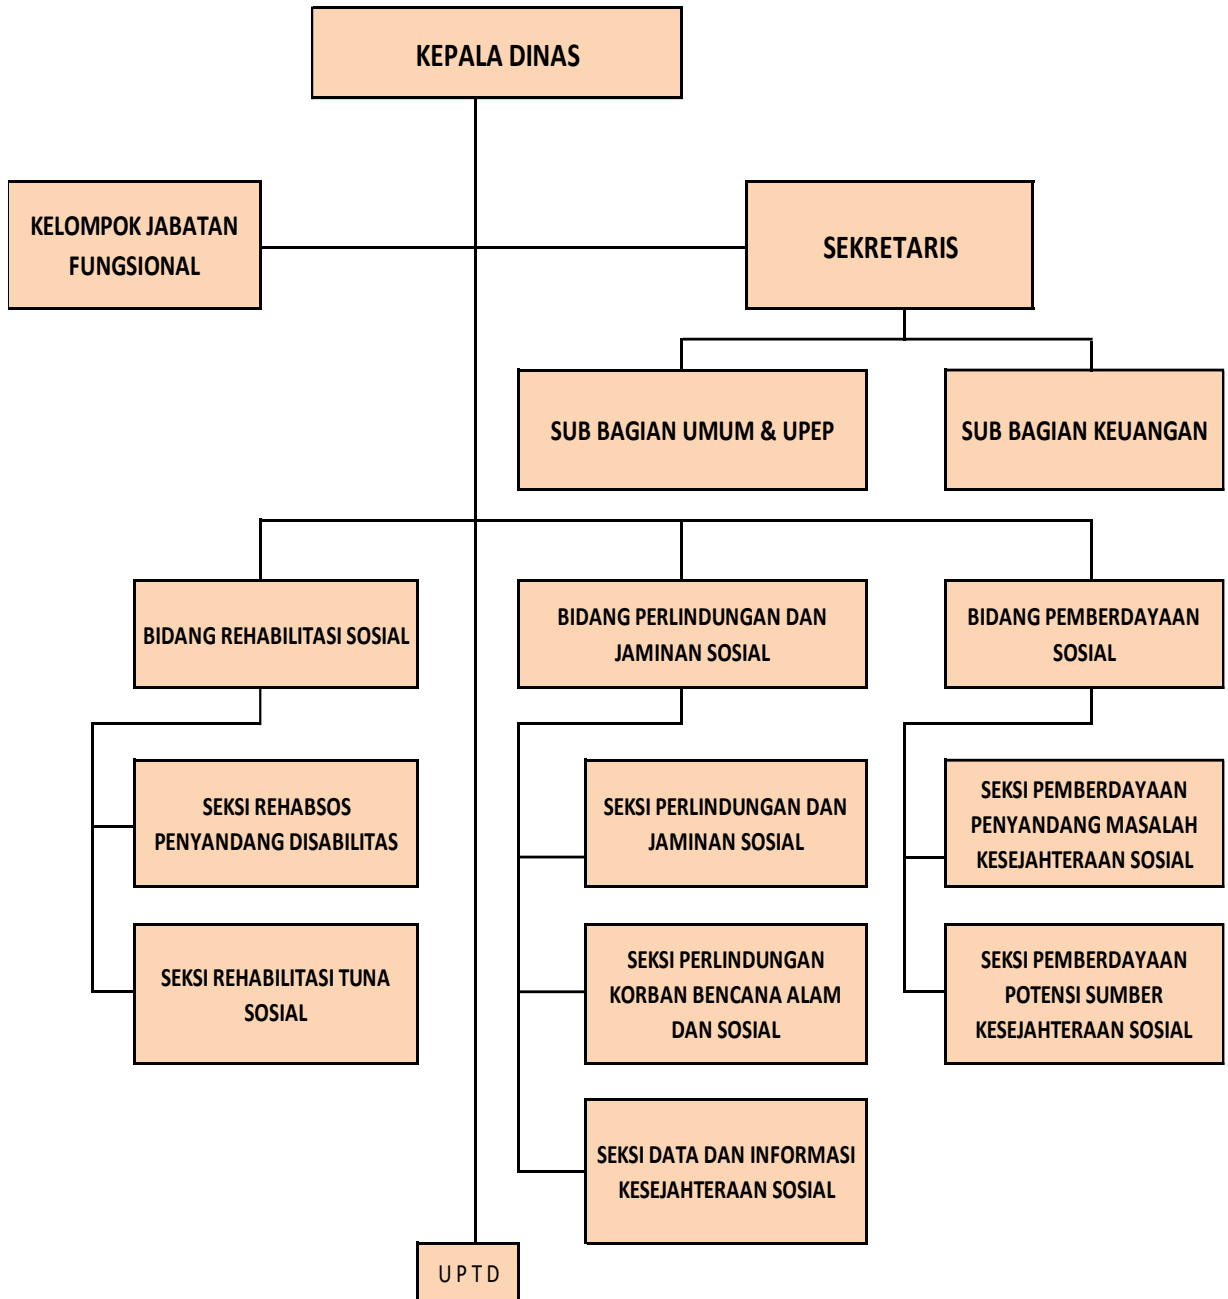 KEPALA DINAS
KELOMPOK JABATAN
FUNGSIONAL
SEKRETARIS
SUB BAGIAN UMUM & UPEP
SUB BAGIAN KEUANGAN
BIDANG REHABILITASI SOSIAL
BIDANG PERLINDUNGAN DAN
JAMINAN SOSIAL
BIDANG PEMBERDAYAAN
SOSIAL
SEKSI REHABSOS
PENYANDANG DISABILITAS
SEKSI PERLINDUNGAN DAN
JAMINAN SOSIAL
SEKSI PEMBERDAYAAN
PENYANDANG MASALAH
KESEJAHTERAAN SOSIAL
SEKSI REHABILITASI TUNA
SOSIAL
SEKSI PERLINDUNGAN
KORBAN BENCANA ALAM
DAN SOSIAL
SEKSI PEMBERDAYAAN
POTENSI SUMBER
KESEJAHTERAAN SOSIAL
SEKSI DATA DAN INFORMASI
KESEJAHTERAAN SOSIAL
UPTD